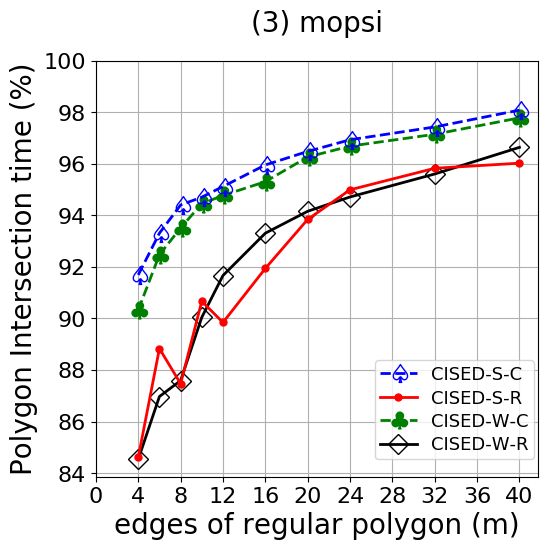 (3) mopsi
Polygon Intersection time (%)
100
98
96
94
92
90
88
86
84
CISED-S-C
CISED-S-R
CISED-W-C
CISED-W-R
0 4 8 12 16 20 24 28 32 36 40
edges of regular polygon (m)